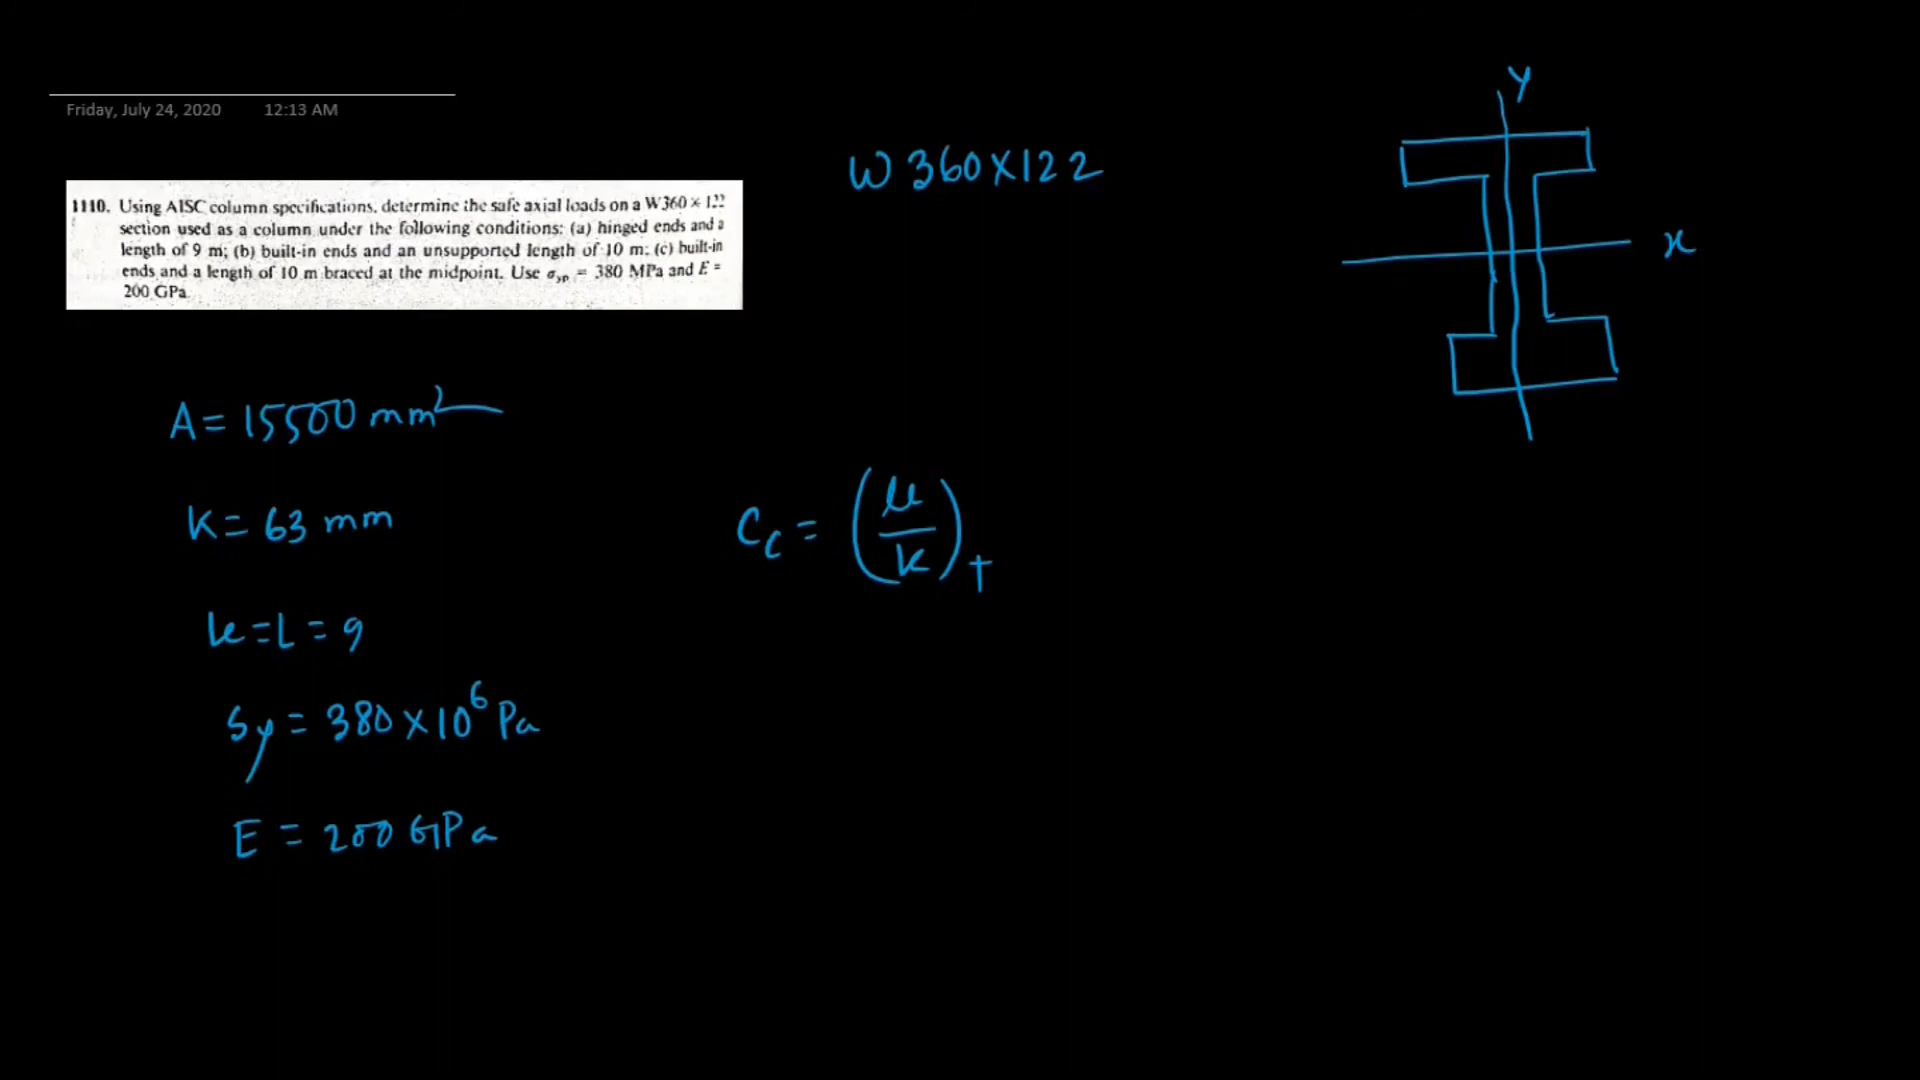 Friday, July 24, 2020 12:13 AM
1110. Using AISC column specifications, determine the safe axial loads on a W360 × 122
section used as a column under the following conditions: (a) hinged ends and a
length of 9 m; (b) built-in ends and an unsupported length of 10 m; (c) built-in
ends and a length of 10 m braced at the midpoint. Use σyp = 380 MPa and E =
200 GPa.
W 360X122
y
x
A = 15500 mm²
K = 63 mm
le = L = 9
Sy = 380 × 10⁶ Pa
E = 200 GPa
Cc = (le/k)t